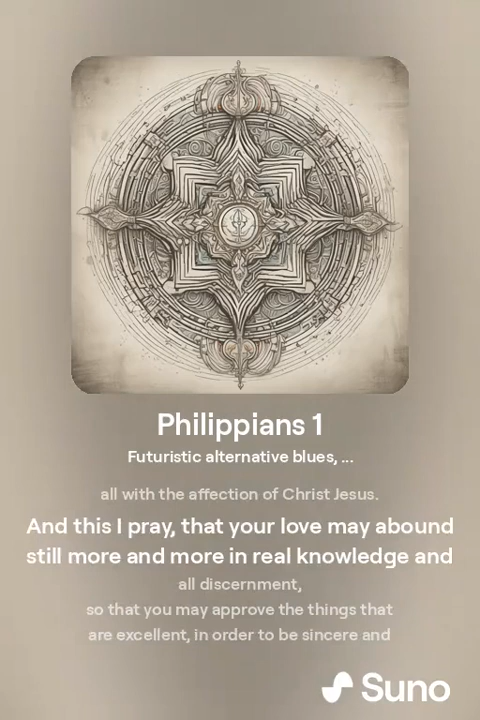 Philippians 1
Futuristic alternative blues, ...
all with the affection of Christ Jesus.
And this I pray, that your love may abound
still more and more in real knowledge and
all discernment,
so that you may approve the things that
are excellent, in order to be sincere and
Suno